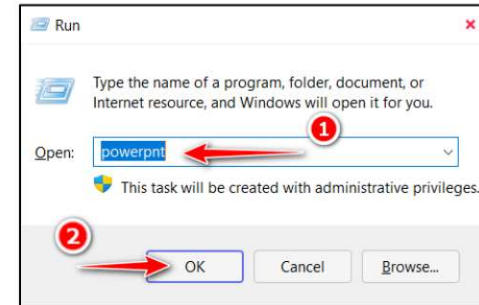 Run
Type the name of a program, folder, document, or
Internet resource, and Windows will open it for you.
1
Open: powerpnt
This task will be created with administrative privileges.
2
OK Cancel Browse...